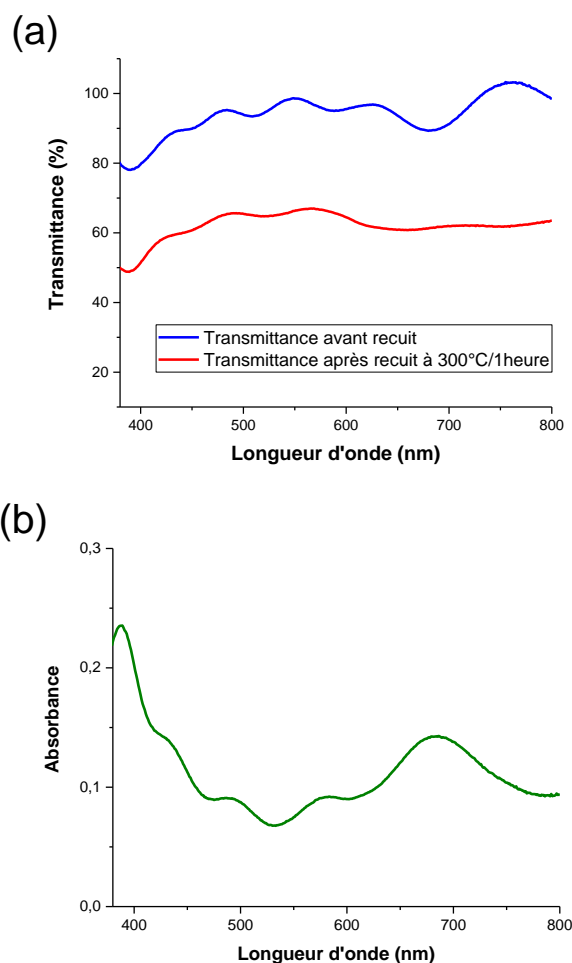 (a)
100
80
60
40
20
Transmittance (%)
Transmittance avant recuit
Transmittance après recuit à 300°C/1heure
400 500 600 700 800
Longueur d'onde (nm)
(b)
0,3
0,2
0,1
0,0
Absorbance
400 500 600 700 800
Longueur d'onde (nm)